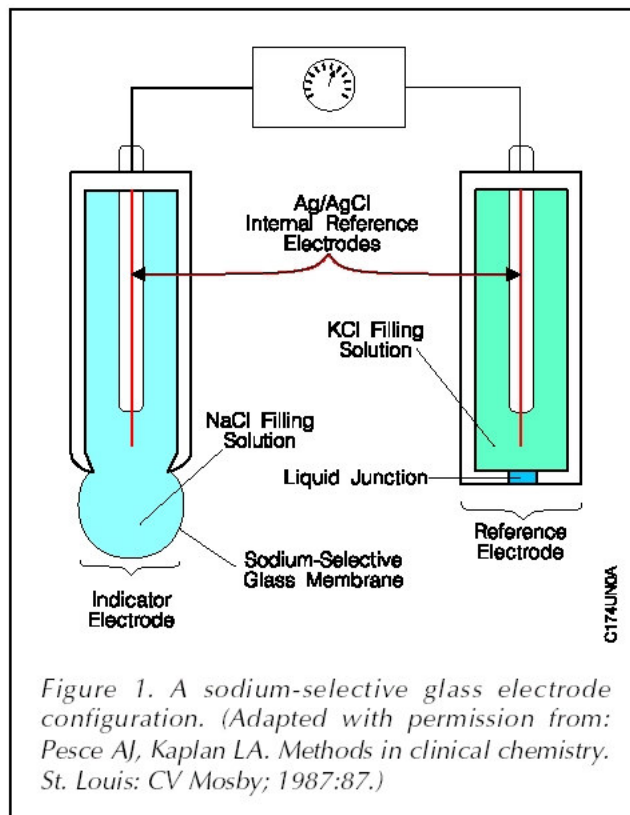 Ag/AgCl
Internal Reference
Electrodes
KCl Filling
Solution
NaCl Filling
Solution
Liquid Junction
Sodium-Selective
Glass Membrane
Indicator
Electrode
Reference
Electrode
C174UN0A
Figure 1. A sodium-selective glass electrode
configuration. (Adapted with permission from:
Pesce AJ, Kaplan LA. Methods in clinical chemistry.
St. Louis: CV Mosby; 1987:87.)